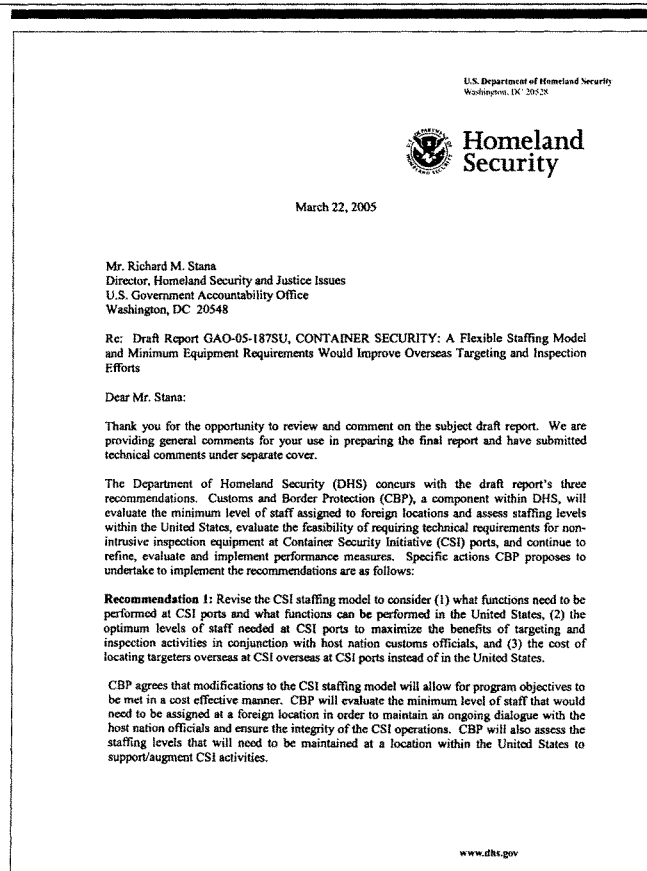 U.S. Department of Homeland Security
Washington, DC 20528
Homeland
Security
March 22, 2005
Mr. Richard M. Stana
Director, Homeland Security and Justice Issues
U.S. Government Accountability Office
Washington, DC 20548
Re: Draft Report GAO-05-187SU, CONTAINER SECURITY: A Flexible Staffing Model
and Minimum Equipment Requirements Would Improve Overseas Targeting and Inspection
Efforts
Dear Mr. Stana:
Thank you for the opportunity to review and comment on the subject draft report. We are
providing general comments for your use in preparing the final report and have submitted
technical comments under separate cover.
The Department of Homeland Security (DHS) concurs with the draft report's three
recommendations. Customs and Border Protection (CBP), a component within DHS, will
evaluate the minimum level of staff assigned to foreign locations and assess staffing levels
within the United States, evaluate the feasibility of requiring technical requirements for non-
intrusive inspection equipment at Container Security Initiative (CSI) ports, and continue to
refine, evaluate and implement performance measures. Specific actions CBP proposes to
undertake to implement the recommendations are as follows:
Recommendation 1: Revise the CSI staffing model to consider (1) what functions need to be
performed at CSI ports and what functions can be performed in the United States, (2) the
optimum levels of staff needed at CSI ports to maximize the benefits of targeting and
inspection activities in conjunction with host nation customs officials, and (3) the cost of
locating targeters overseas at CSI overseas at CSI ports instead of in the United States.
CBP agrees that modifications to the CSI staffing model will allow for program objectives to
be met in a cost effective manner. CBP will evaluate the minimum level of staff that would
need to be assigned at a foreign location in order to maintain an ongoing dialogue with the
host nation officials and ensure the integrity of the CSI operations. CBP will also assess the
staffing levels that will need to be maintained at a location within the United States to
support/augment CSI activities.
www.dhs.gov